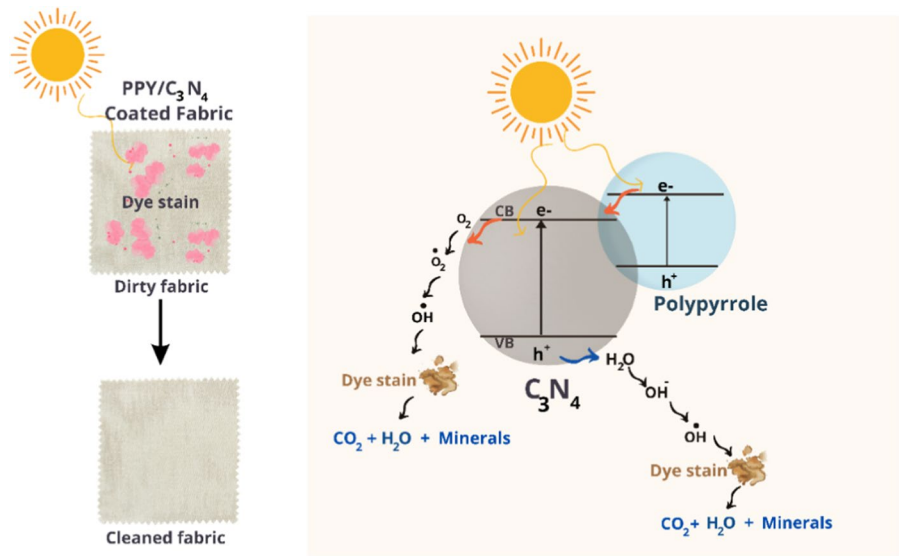 PPY/C₃N₄
Coated Fabric
Dye stain
Dirty fabric
Cleaned fabric
e-
h⁺
Polypyrrole
CB
e-
VB
h⁺
C₃N₄
O₂
•O₂
•OH
Dye stain
CO₂ + H₂O + Minerals
H₂O
OH⁻
•OH
Dye stain
CO₂ + H₂O + Minerals